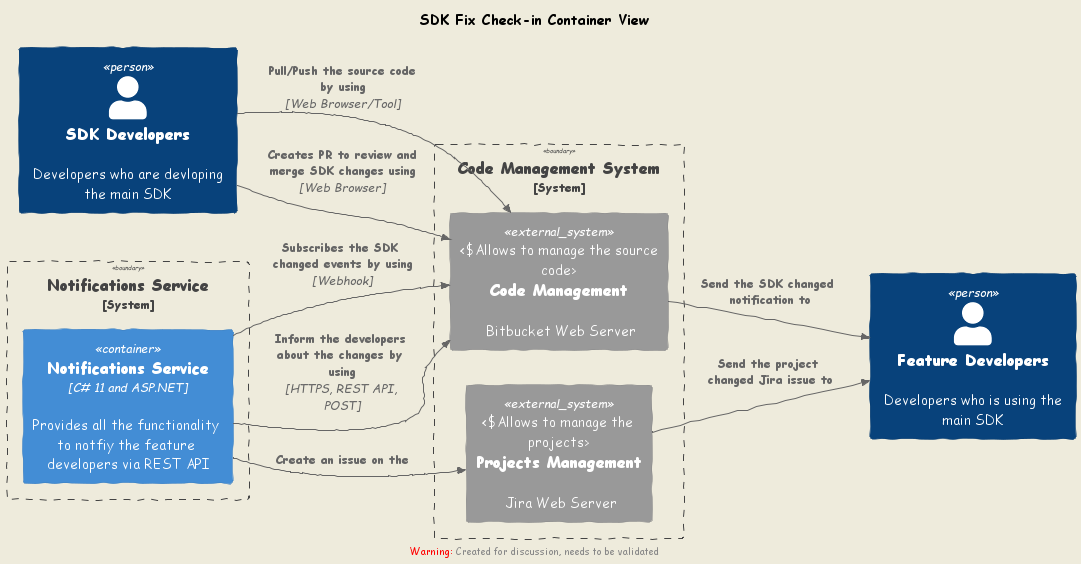 SDK Fix Check-in Container View
«person»
SDK Developers
Developers who are devloping
the main SDK
Pull/Push the source code
by using
[Web Browser/Tool]
Creates PR to review and
merge SDK changes using
[Web Browser]
«boundary»
Code Management System
[System]
«external_system»
<$Allows to manage the source
code>
Code Management
Bitbucket Web Server
Subscribes the SDK
changed events by using
[Webhook]
«boundary»
Notifications Service
[System]
«container»
Notifications Service
[C# 11 and ASP.NET]
Provides all the functionality
to notfiy the feature
developers via REST API
Inform the developers
about the changes by
using
[HTTPS, REST API,
POST]
Create an issue on the
«external_system»
<$Allows to manage the
projects>
Projects Management
Jira Web Server
Send the SDK changed
notification to
Send the project
changed Jira issue to
«person»
Feature Developers
Developers who is using the
main SDK
Warning: Created for discussion, needs to be validated